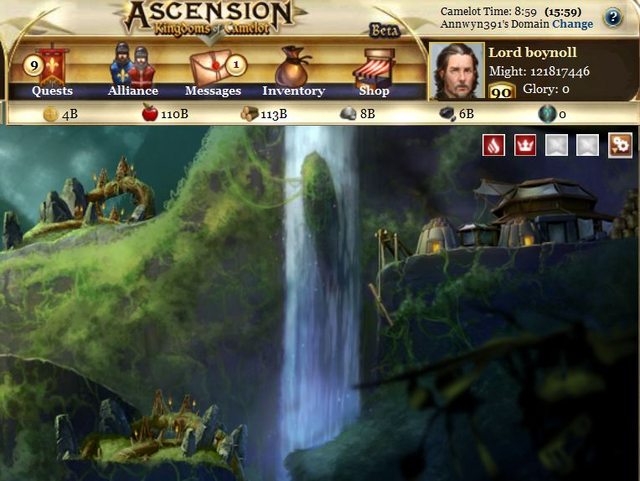 ASCENSION
Kingdoms of Camelot
Beta
Camelot Time: 8:59 (15:59)
Annwyn391's Domain Change
?
9
1
Quests
Alliance
Messages
Inventory
Shop
Lord boynoll
Might: 121817446
90
Glory: 0
4B
110B
113B
8B
6B
0